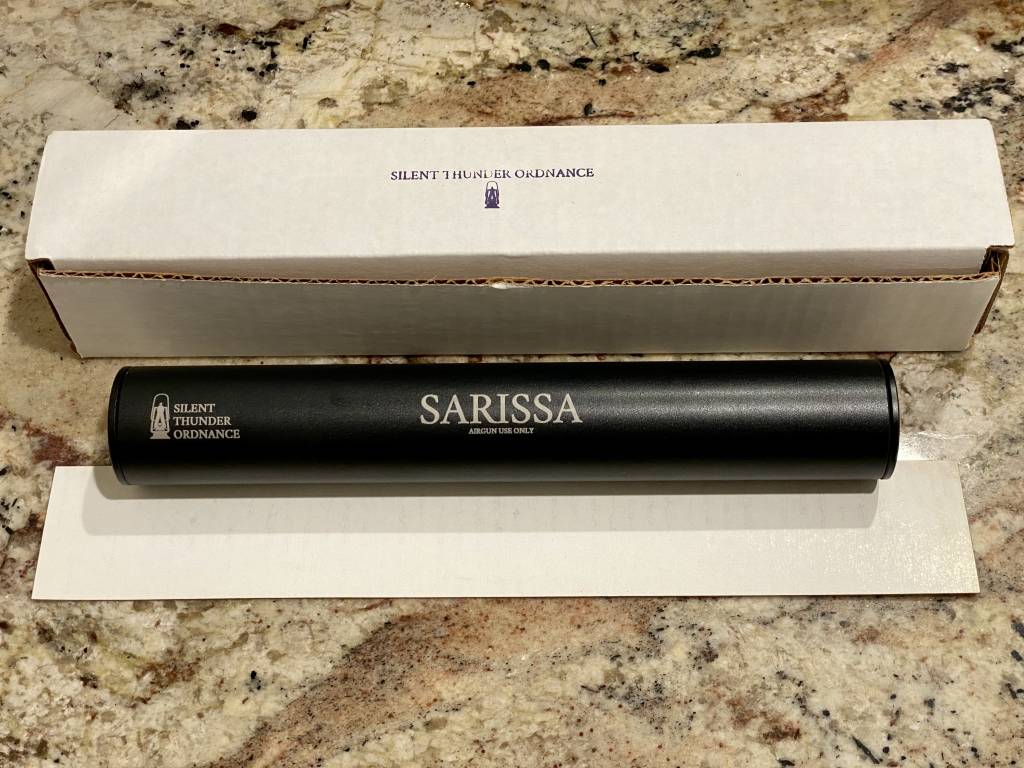 SILENT THUNDER ORDNANCE
SILENT
THUNDER
ORDNANCE
SARISSA
AIRGUN USE ONLY